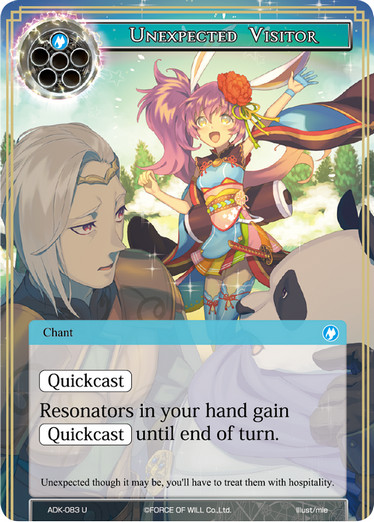 Unexpected Visitor
Chant
Quickcast
Resonators in your hand gain
Quickcast until end of turn.
Unexpected though it may be, you'll have to treat them with hospitality.
ADK-083 U ©FORCE OF WILL Co.,Ltd. Illust/mie